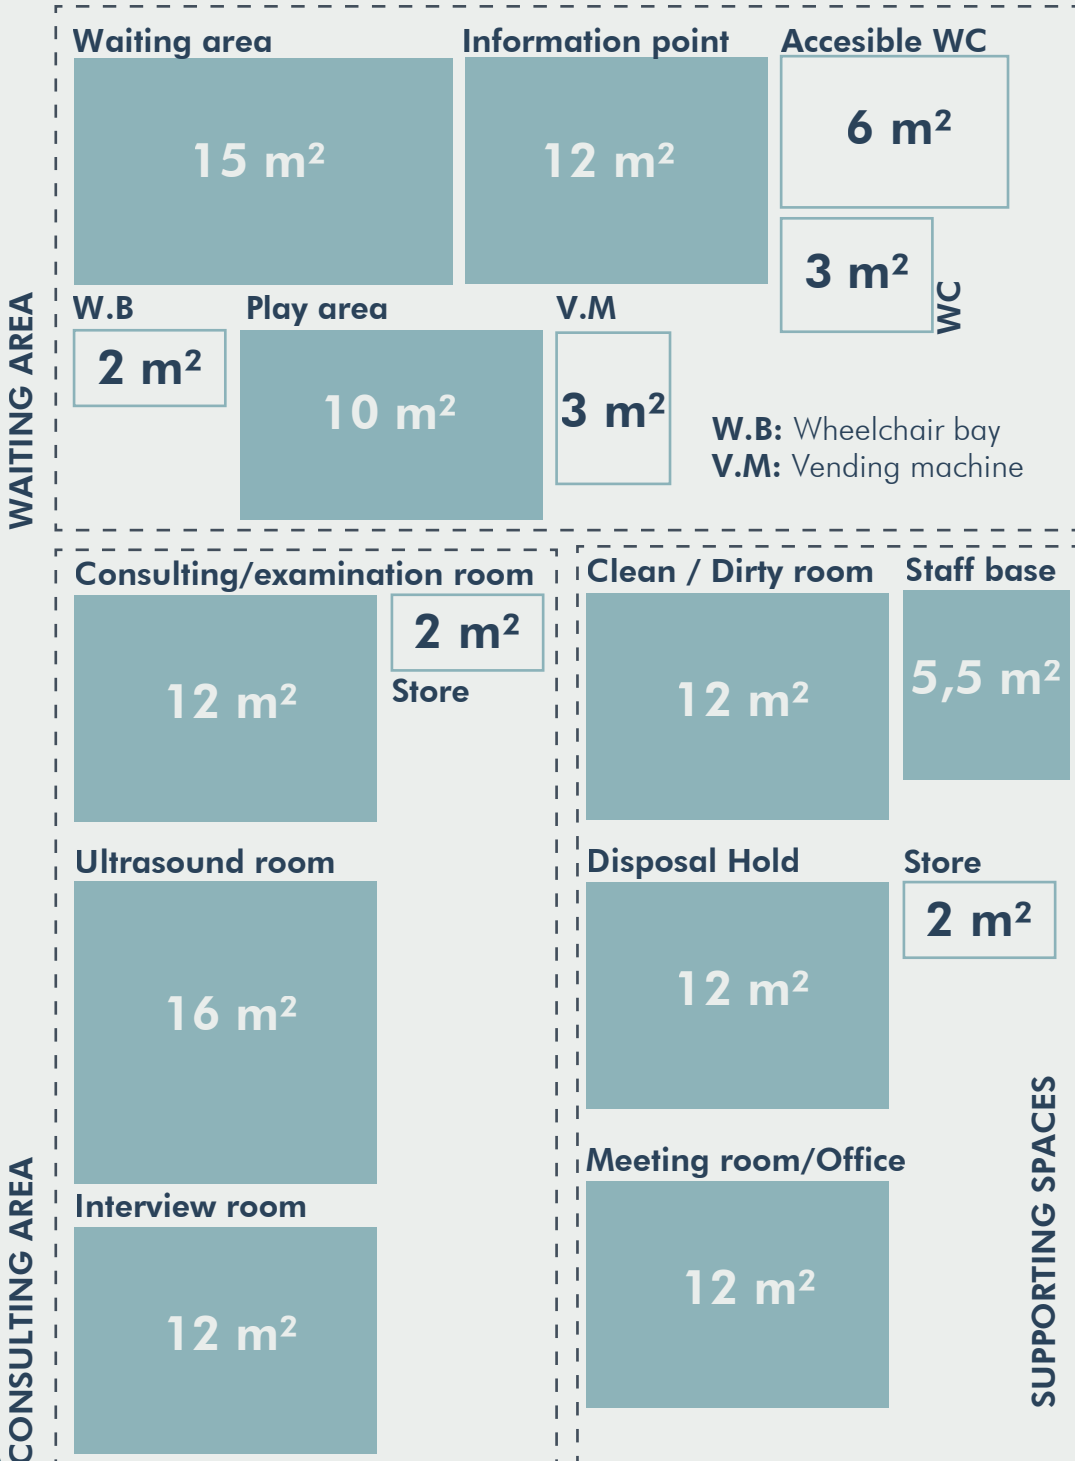 Waiting area
15 m²
Information point
12 m²
Accesible WC
6 m²
3 m²
WC
W.B
2 m²
Play area
10 m²
V.M
3 m²
W.B: Wheelchair bay
V.M: Vending machine
WAITING AREA
Consulting/examination room
12 m²
2 m²
Store
Ultrasound room
16 m²
Interview room
12 m²
CONSULTING AREA
Clean / Dirty room
12 m²
Staff base
5,5 m²
Disposal Hold
12 m²
Store
2 m²
Meeting room/Office
12 m²
SUPPORTING SPACES